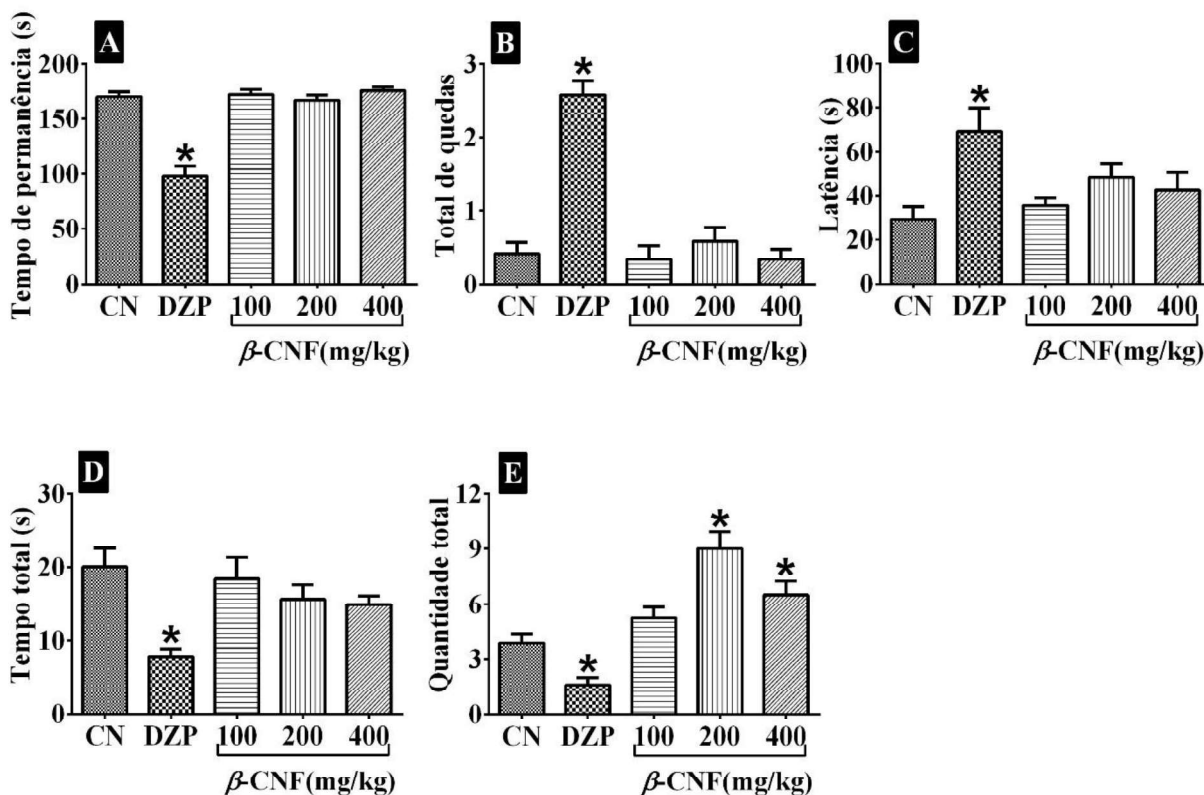 A
Tempo de permanência (s)
200
150
100
50
0
*
CN DZP 100 200 400
β-CNF(mg/kg)
B
Total de quedas
3
2
1
0
*
CN DZP 100 200 400
β-CNF(mg/kg)
C
Latência (s)
100
80
60
40
20
0
*
CN DZP 100 200 400
β-CNF(mg/kg)
D
Tempo total (s)
30
20
10
0
*
CN DZP 100 200 400
β-CNF(mg/kg)
E
Quantidade total
12
9
6
3
0
* * *
CN DZP 100 200 400
β-CNF(mg/kg)